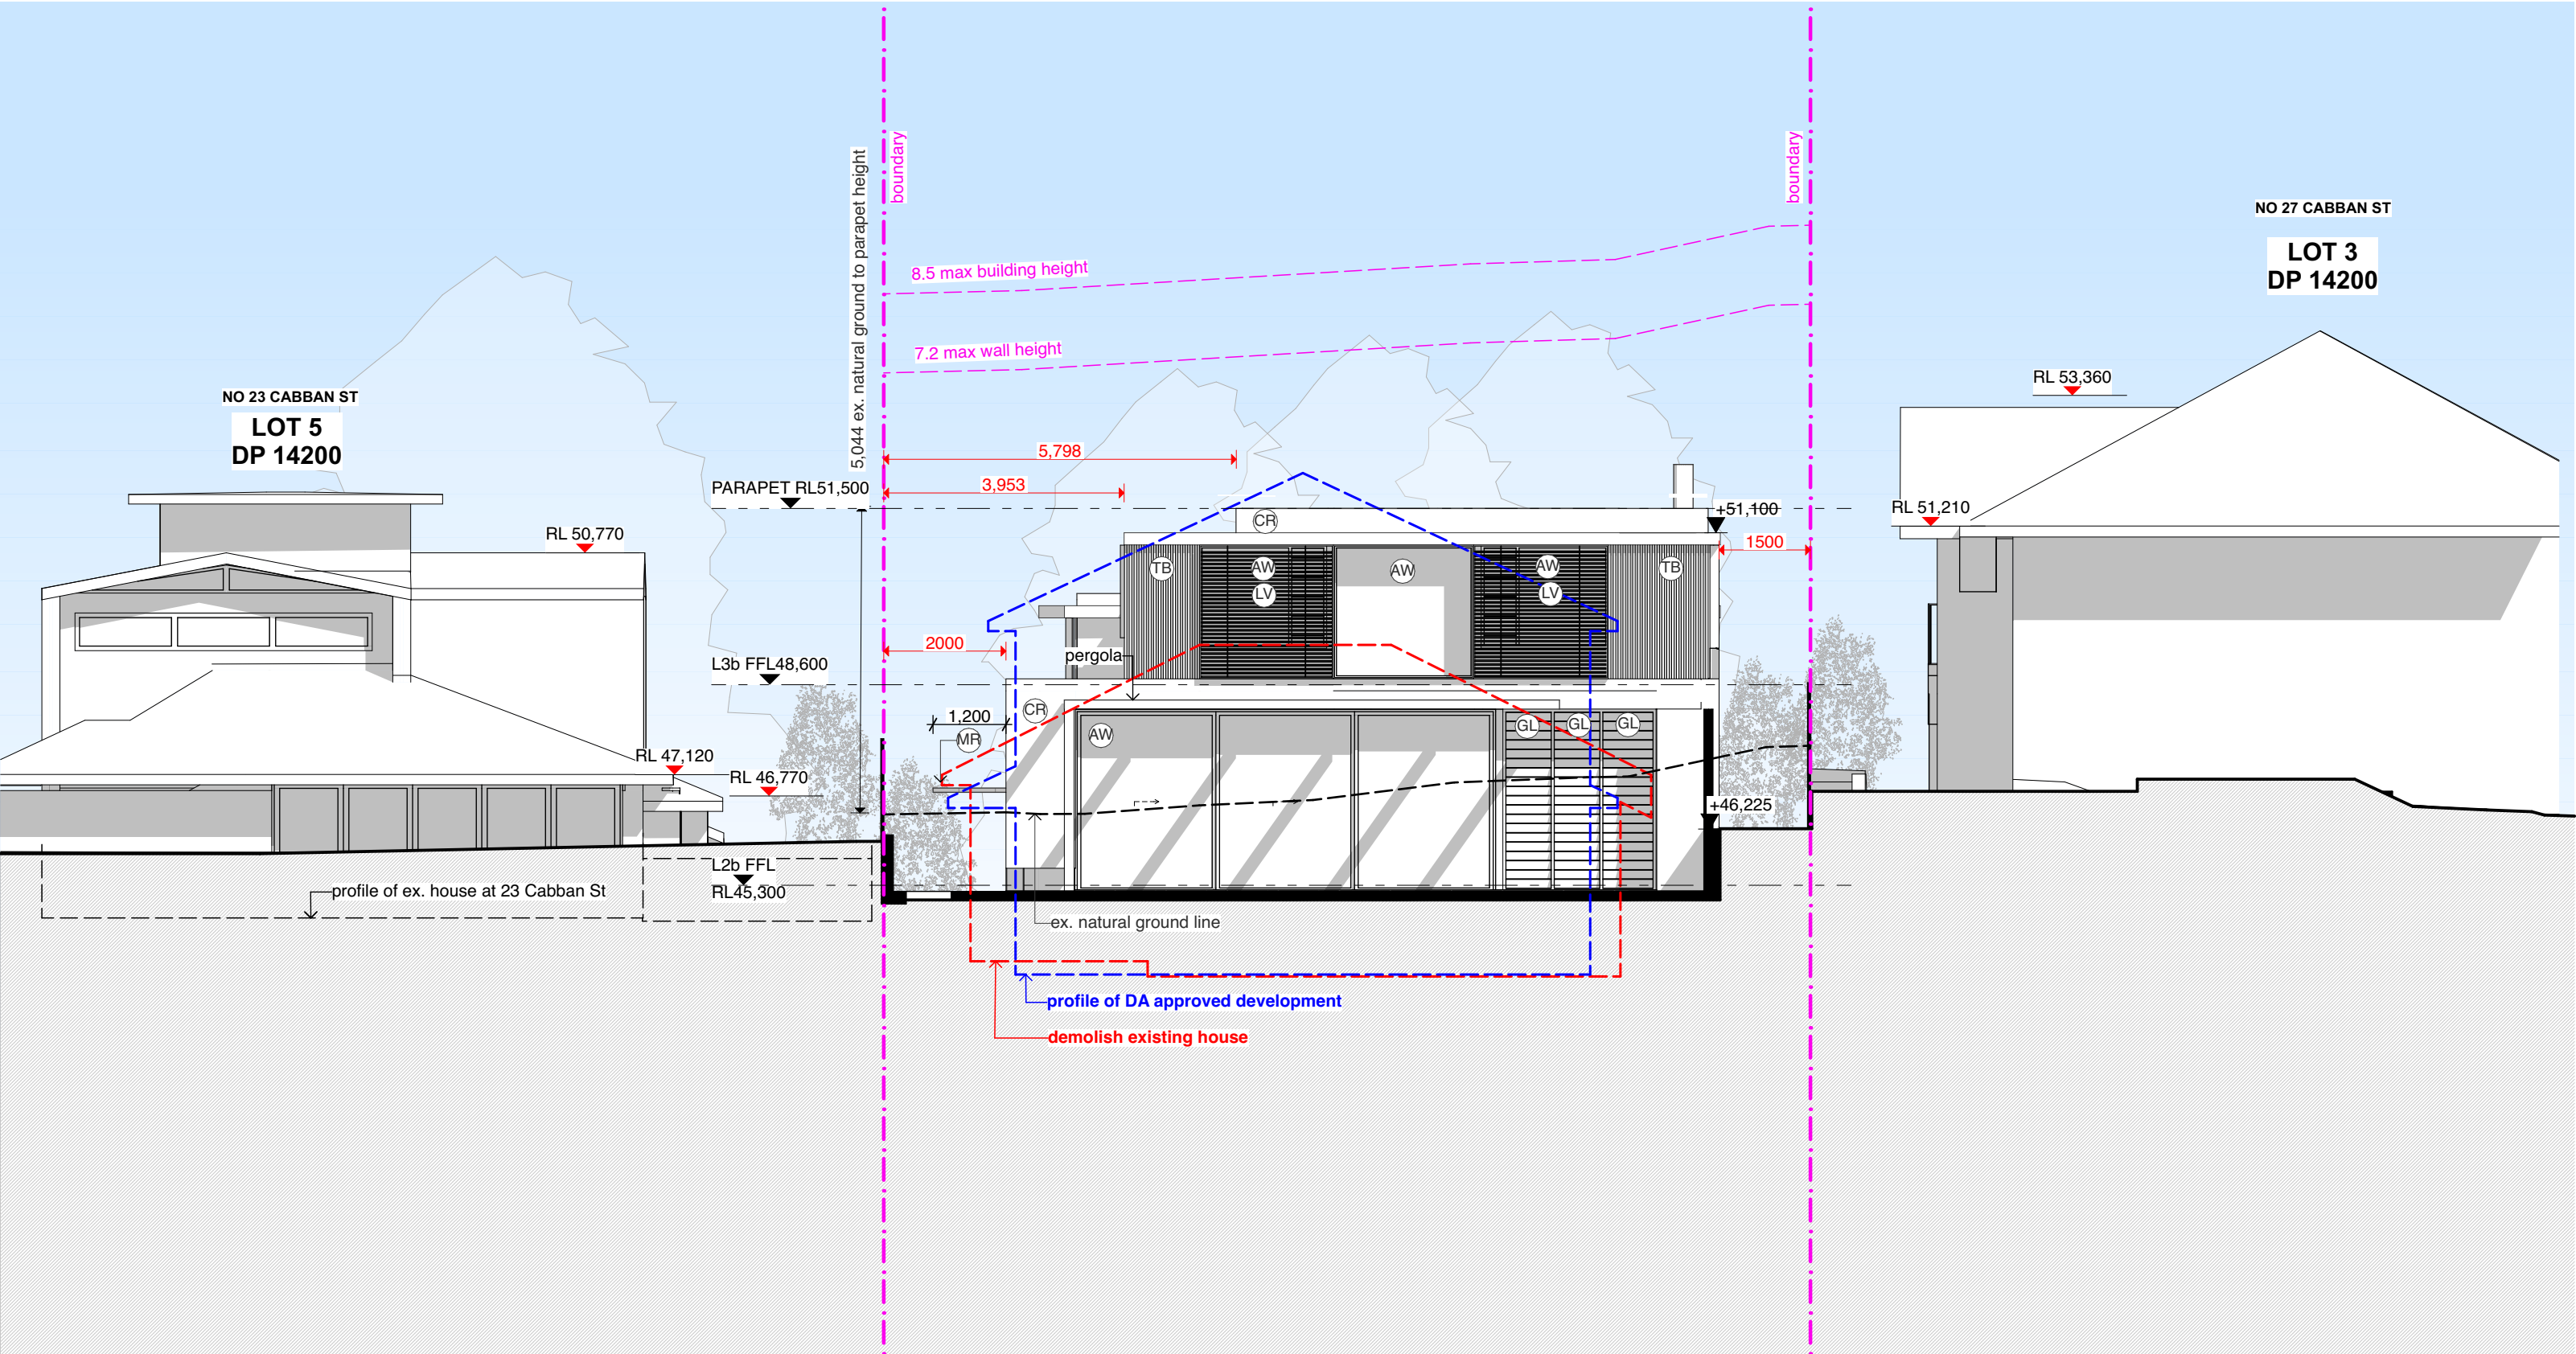 boundary
boundary
5,044 ex. natural ground to parapet height
NO 27 CABBAN ST
LOT 3
DP 14200
8.5 max building height
7.2 max wall height
NO 23 CABBAN ST
LOT 5
DP 14200
RL 53,360
5,798
3,953
PARAPET RL51,500
+51,100
RL 51,210
CR
RL 50,770
1500
TB
AW
LV
AW
AW
LV
TB
2000
pergola
L3b FFL48,600
CR
1,200
MR
AW
GL
GL
GL
RL 47,120
RL 46,770
+46,225
L2b FFL
RL45,300
profile of ex. house at 23 Cabban St
ex. natural ground line
profile of DA approved development
demolish existing house